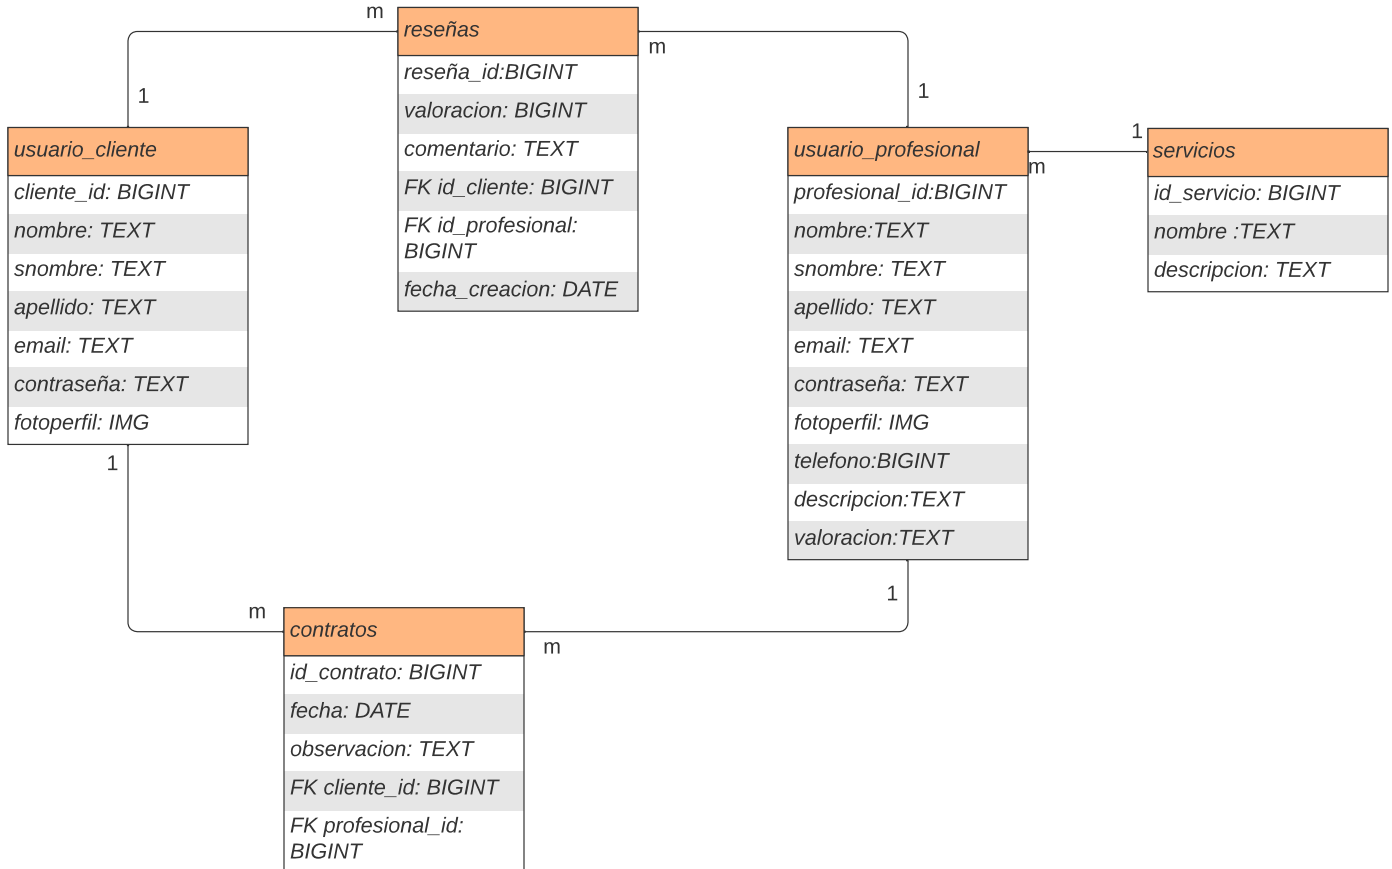 m
reseñas
m
reseña_id:BIGINT
valoracion: BIGINT
comentario: TEXT
FK id_cliente: BIGINT
FK id_profesional:
BIGINT
fecha_creacion: DATE
1
usuario_cliente
cliente_id: BIGINT
nombre: TEXT
snombre: TEXT
apellido: TEXT
email: TEXT
contraseña: TEXT
fotoperfil: IMG
1
1
usuario_profesional
m
profesional_id:BIGINT
nombre:TEXT
snombre: TEXT
apellido: TEXT
email: TEXT
contraseña: TEXT
fotoperfil: IMG
telefono:BIGINT
descripcion:TEXT
valoracion:TEXT
1
1
servicios
id_servicio: BIGINT
nombre :TEXT
descripcion: TEXT
m
contratos
m
id_contrato: BIGINT
fecha: DATE
observacion: TEXT
FK cliente_id: BIGINT
FK profesional_id:
BIGINT